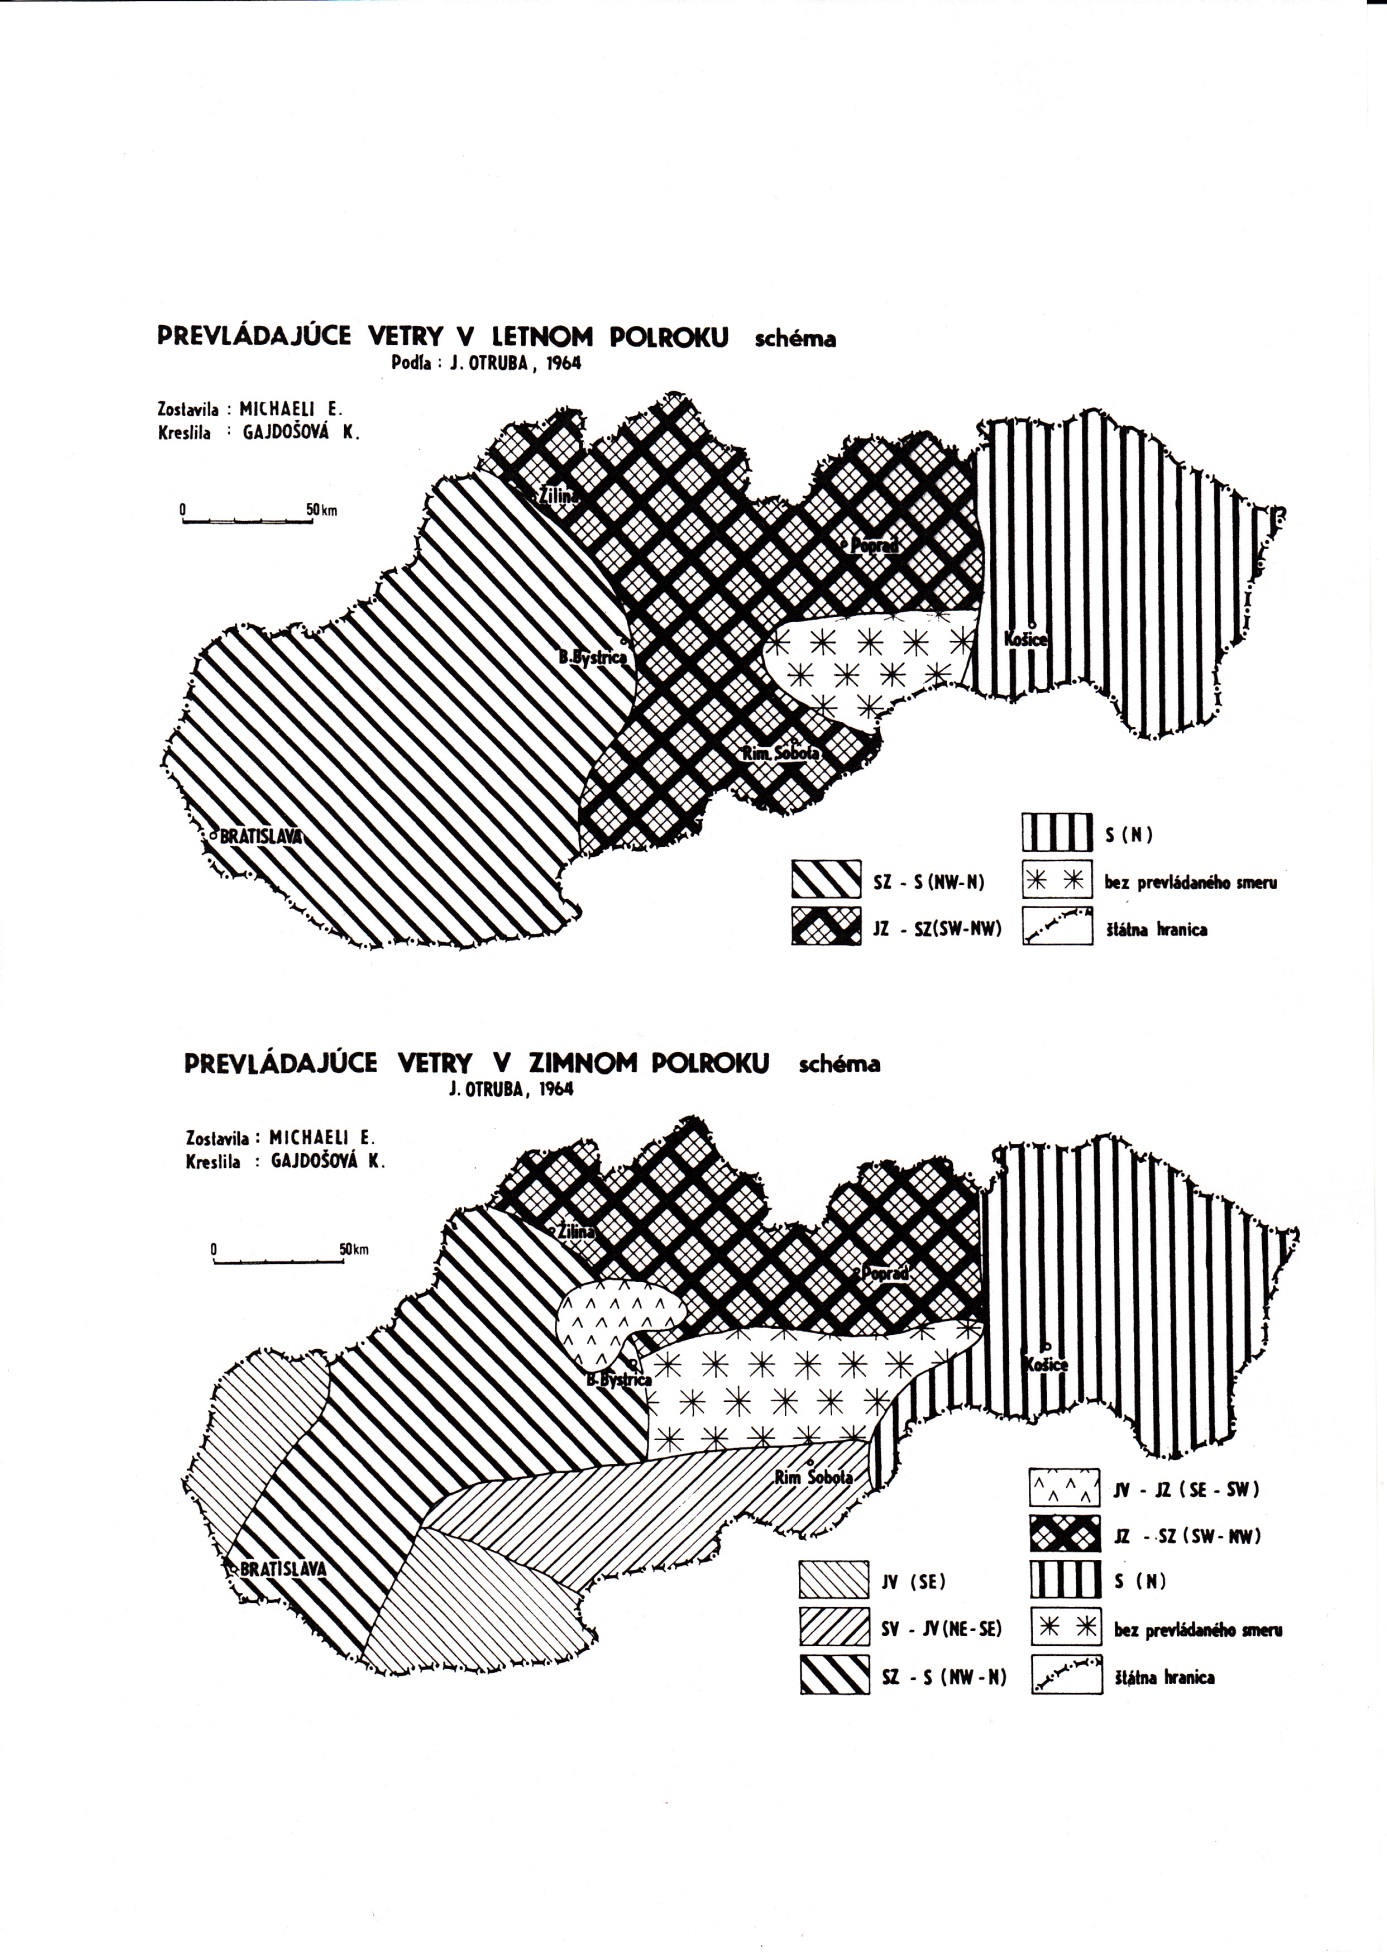 PREVLÁDAJÚCE VETRY V LETNOM POLROKU schéma
Podľa : J. OTRUBA, 1964
Zostavila : MICHAELI E.
Kreslila : GAJDOŠOVÁ K.
0 50 km
Žilina
Poprad
Košice
B. Bystrica
Rim. Sobota
BRATISLAVA
S (N)
SZ - S (NW-N)
bez prevládaného smeru
JZ - SZ (SW-NW)
štátna hranica
PREVLÁDAJÚCE VETRY V ZIMNOM POLROKU schéma
J. OTRUBA, 1964
Zostavila : MICHAELI E.
Kreslila : GAJDOŠOVÁ K.
0 50 km
Žilina
Poprad
Košice
B. Bystrica
Rim Sobota
BRATISLAVA
JV - JZ (SE - SW)
JZ - SZ (SW - NW)
JV (SE)
S (N)
SV - JV (NE-SE)
bez prevládaného smeru
SZ - S (NW - N)
štátna hranica